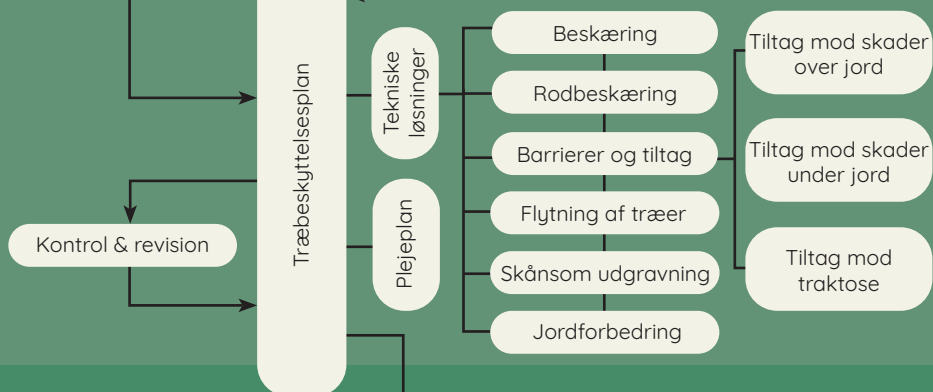 Træbeskyttelsesplan
Tekniske
løsninger
Plejeplan
Kontrol & revision
Beskæring
Rodbeskæring
Barrierer og tiltag
Flytning af træer
Skånsom udgravning
Jordforbedring
Tiltag mod skader
over jord
Tiltag mod skader
under jord
Tiltag mod
traktose